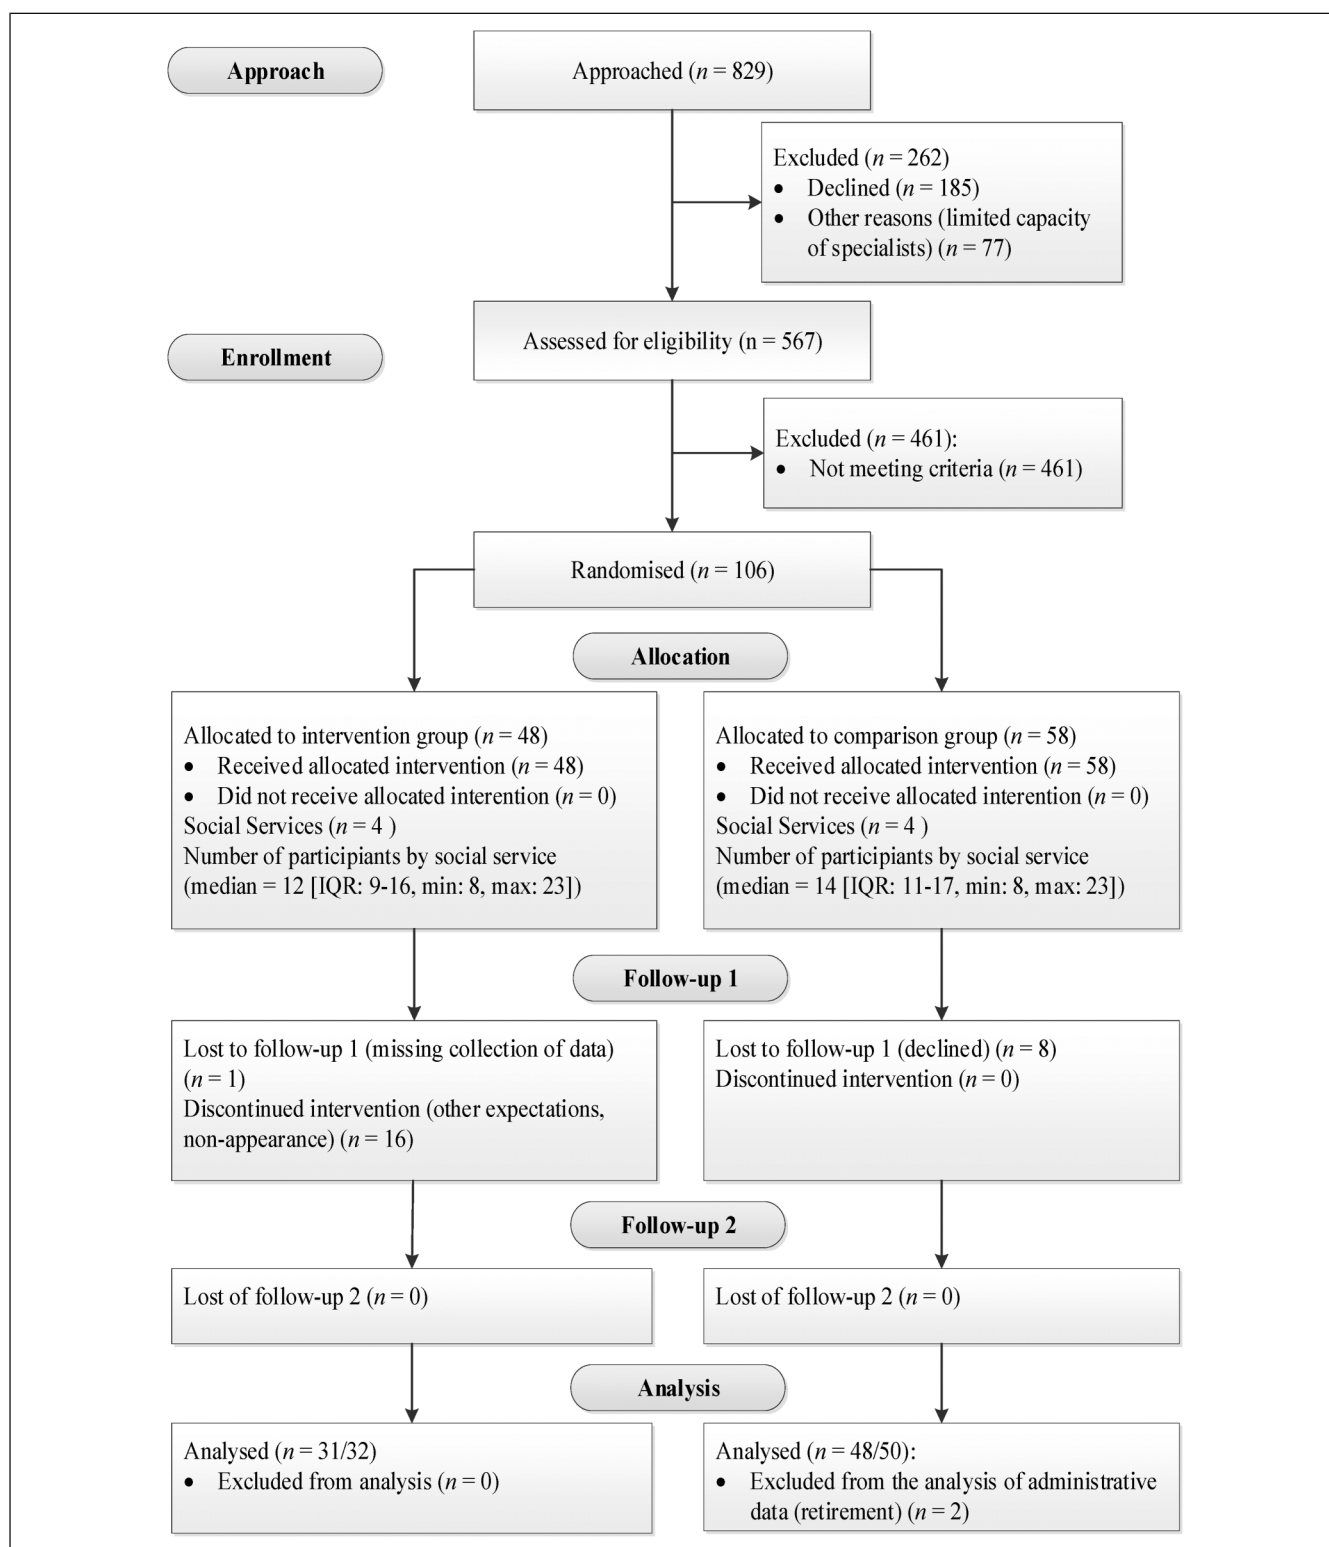 Approach
Approached (n = 829)
Excluded (n = 262)
• Declined (n = 185)
• Other reasons (limited capacity
of specialists) (n = 77)
Assessed for eligibility (n = 567)
Enrollment
Excluded (n = 461):
• Not meeting criteria (n = 461)
Randomised (n = 106)
Allocation
Allocated to intervention group (n = 48)
• Received allocated intervention (n = 48)
• Did not receive allocated interention (n = 0)
Social Services (n = 4 )
Number of participiants by social service
(median = 12 [IQR: 9-16, min: 8, max: 23])
Allocated to comparison group (n = 58)
• Received allocated intervention (n = 58)
• Did not receive allocated interention (n = 0)
Social Services (n = 4 )
Number of participiants by social service
(median = 14 [IQR: 11-17, min: 8, max: 23])
Follow-up 1
Lost to follow-up 1 (missing collection of data)
(n = 1)
Discontinued intervention (other expectations,
non-appearance) (n = 16)
Lost to follow-up 1 (declined) (n = 8)
Discontinued intervention (n = 0)
Follow-up 2
Lost of follow-up 2 (n = 0)
Lost of follow-up 2 (n = 0)
Analysis
Analysed (n = 31/32)
• Excluded from analysis (n = 0)
Analysed (n = 48/50):
• Excluded from the analysis of administrative
data (retirement) (n = 2)